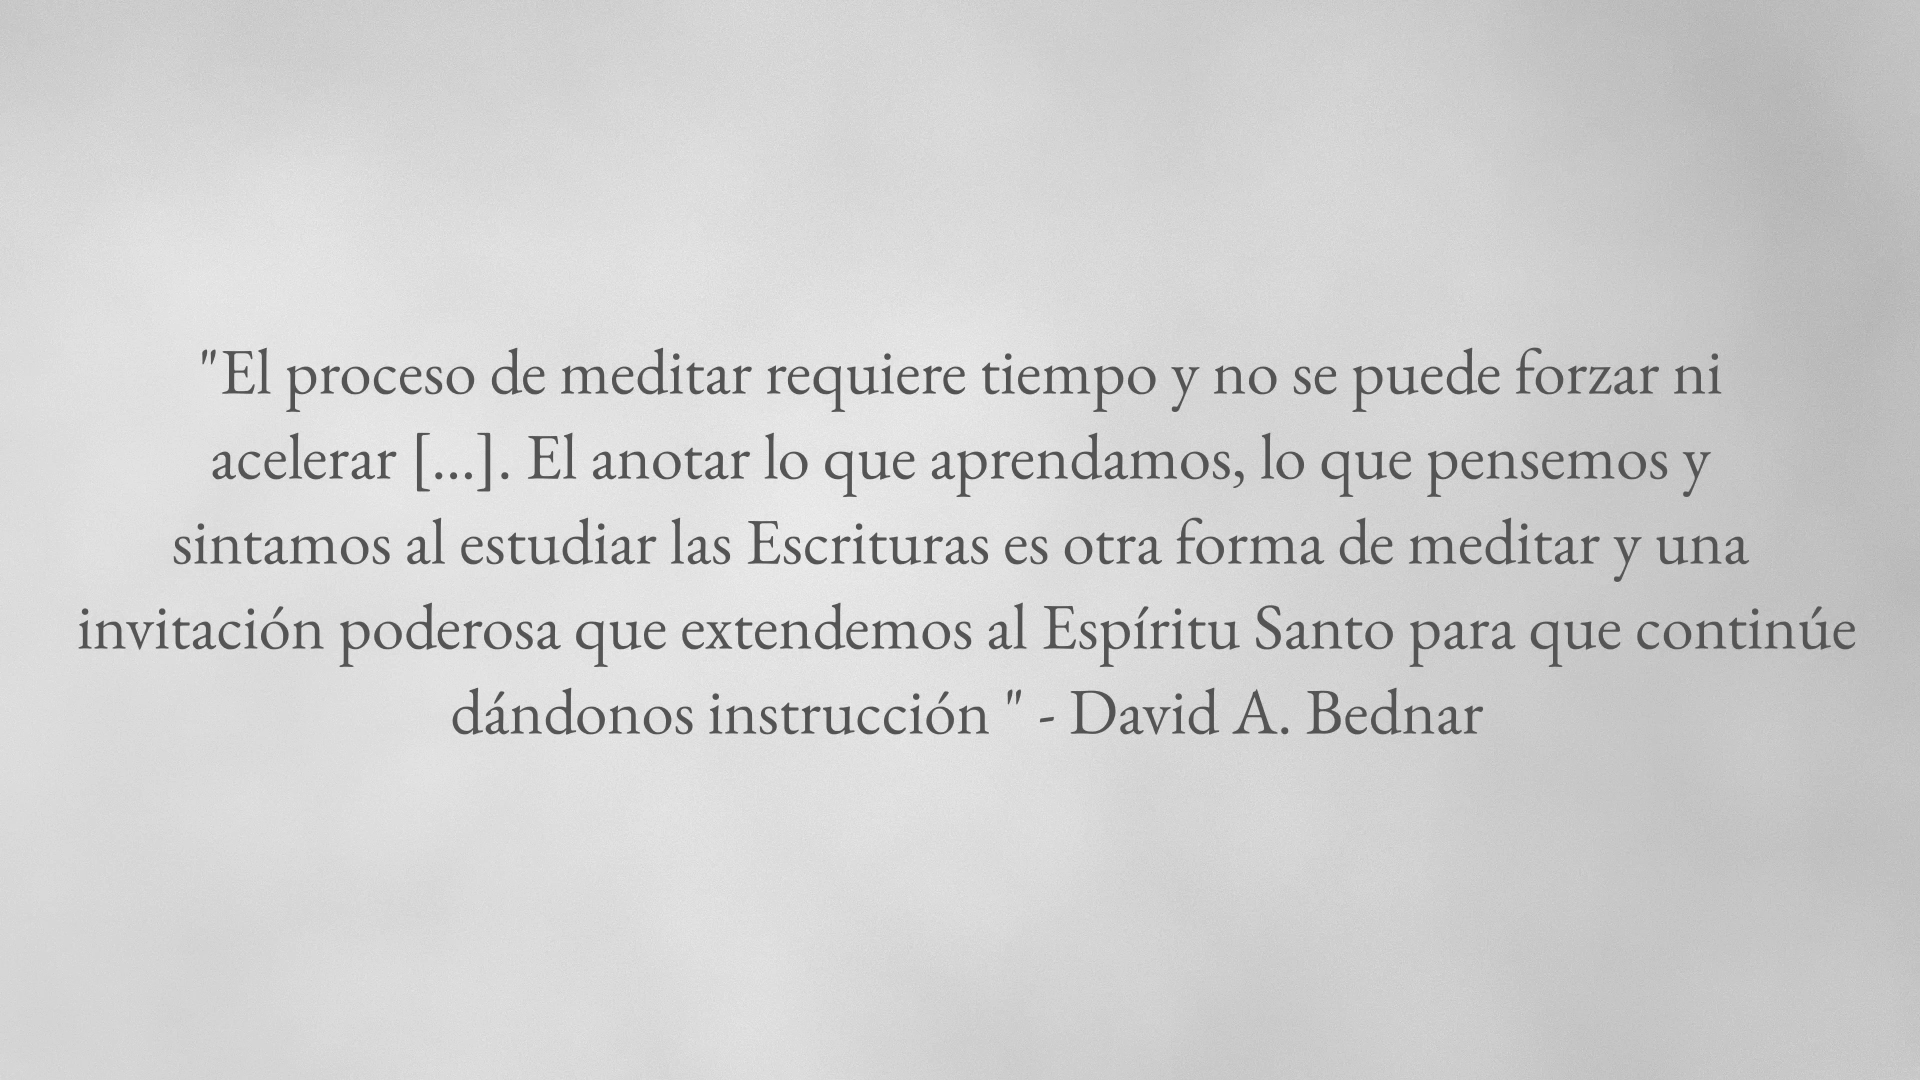 "El proceso de meditar requiere tiempo y no se puede forzar ni
acelerar [...]. El anotar lo que aprendamos, lo que pensemos y
sintamos al estudiar las Escrituras es otra forma de meditar y una
invitación poderosa que extendemos al Espíritu Santo para que continúe
dándonos instrucción " - David A. Bednar